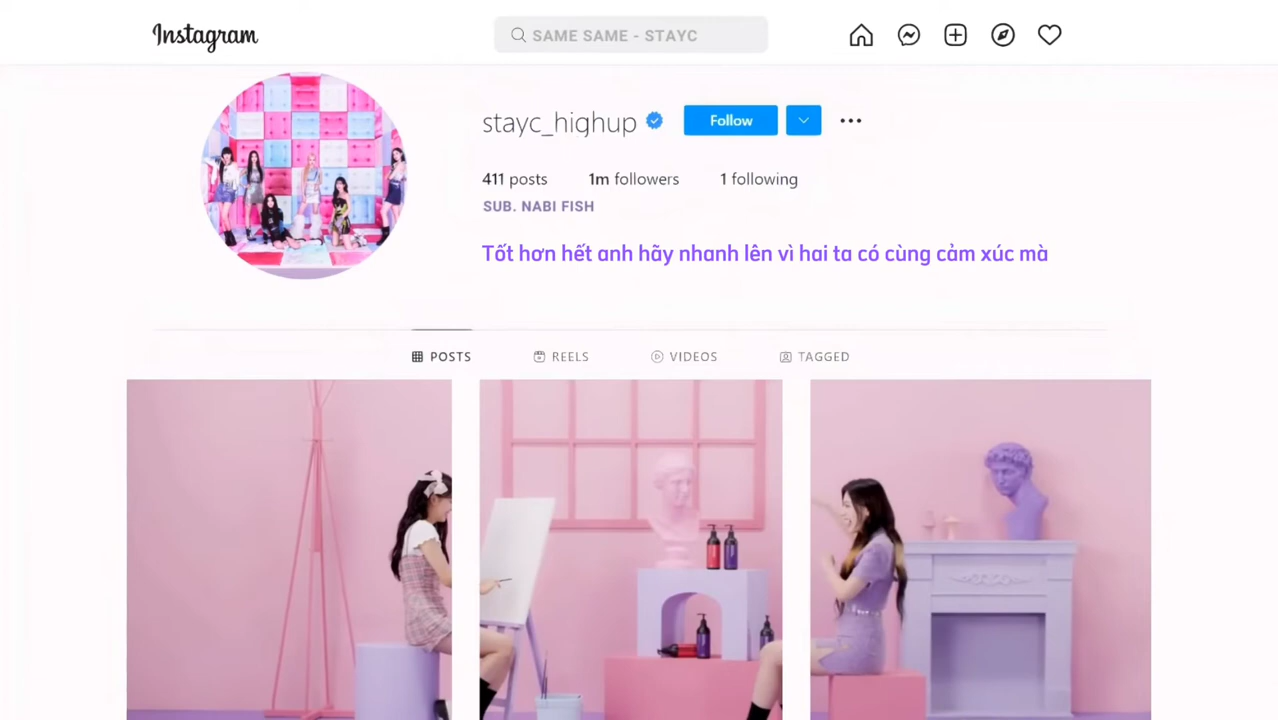 Instagram
SAME SAME - STAYC
stayc_highup
Follow
411 posts 1m followers 1 following
SUB. NABI FISH
Tốt hơn hết anh hãy nhanh lên vì hai ta có cùng cảm xúc mà
POSTS REELS VIDEOS TAGGED